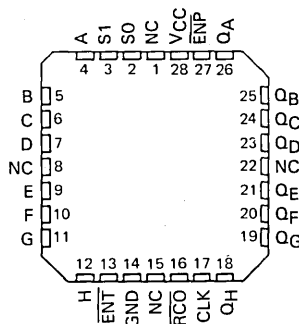 A S1 S0 NC VCC ENP QA
4 3 2 1 28 27 26
B 5 25 QB
C 6 24 QC
D 7 23 QD
NC 8 22 NC
E 9 21 QE
F 10 20 QF
G 11 19 QG
12 13 14 15 16 17 18
H ENT GND NC RCO CLK QH